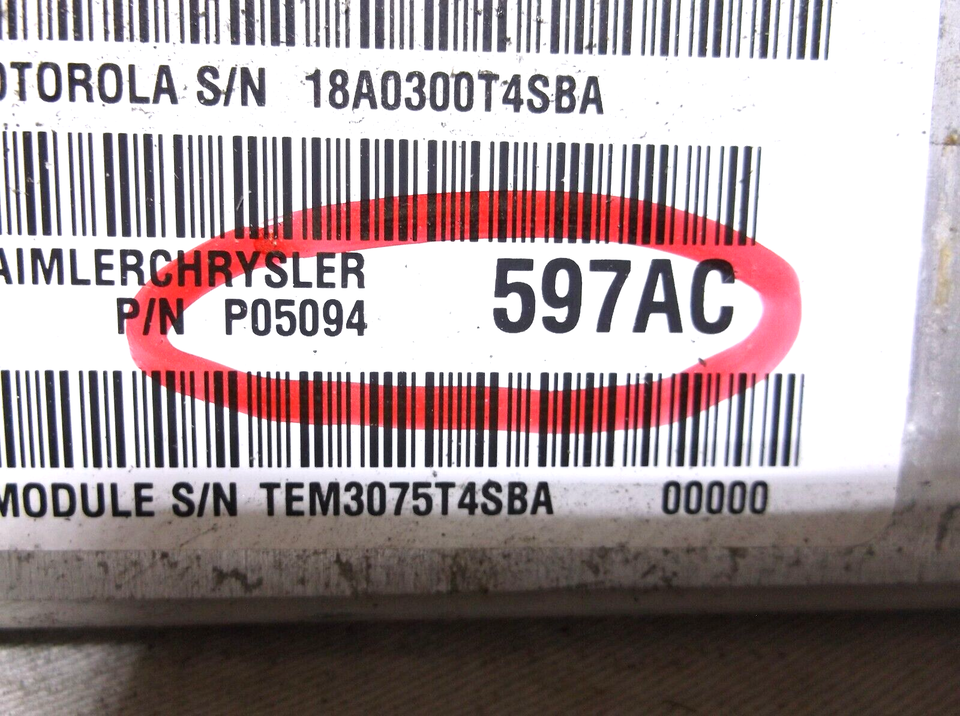 OTOROLA S/N 18A0300T4SBA
AIMLERCHRYSLER
P/N P05094 597AC
MODULE S/N TEM3075T4SBA 00000